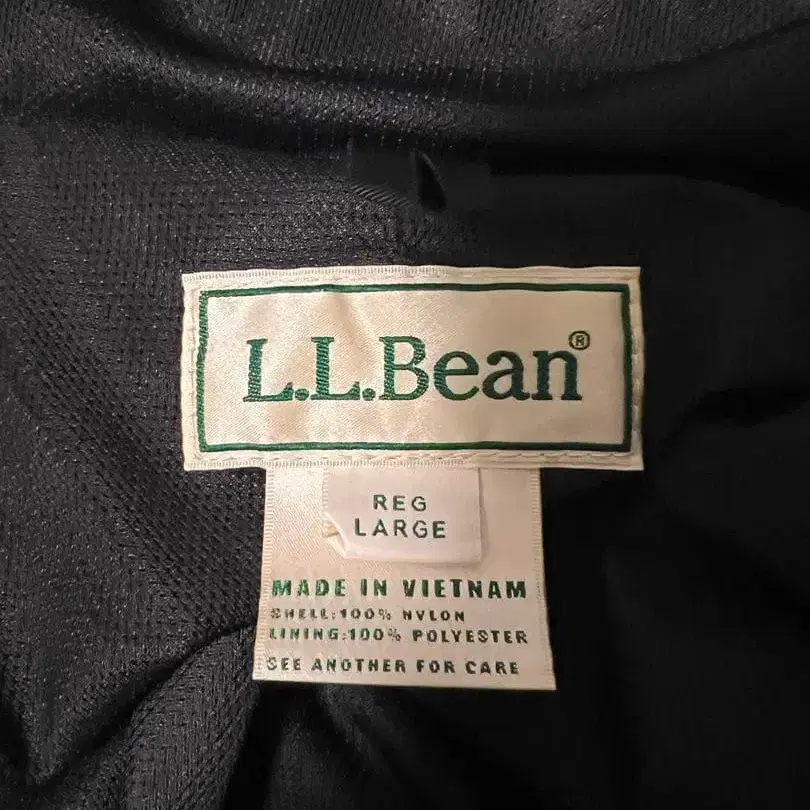 L.L.Bean®
REG
LARGE
MADE IN VIETNAM
SHELL:100% NYLON
LINING:100% POLYESTER
SEE ANOTHER FOR CARE